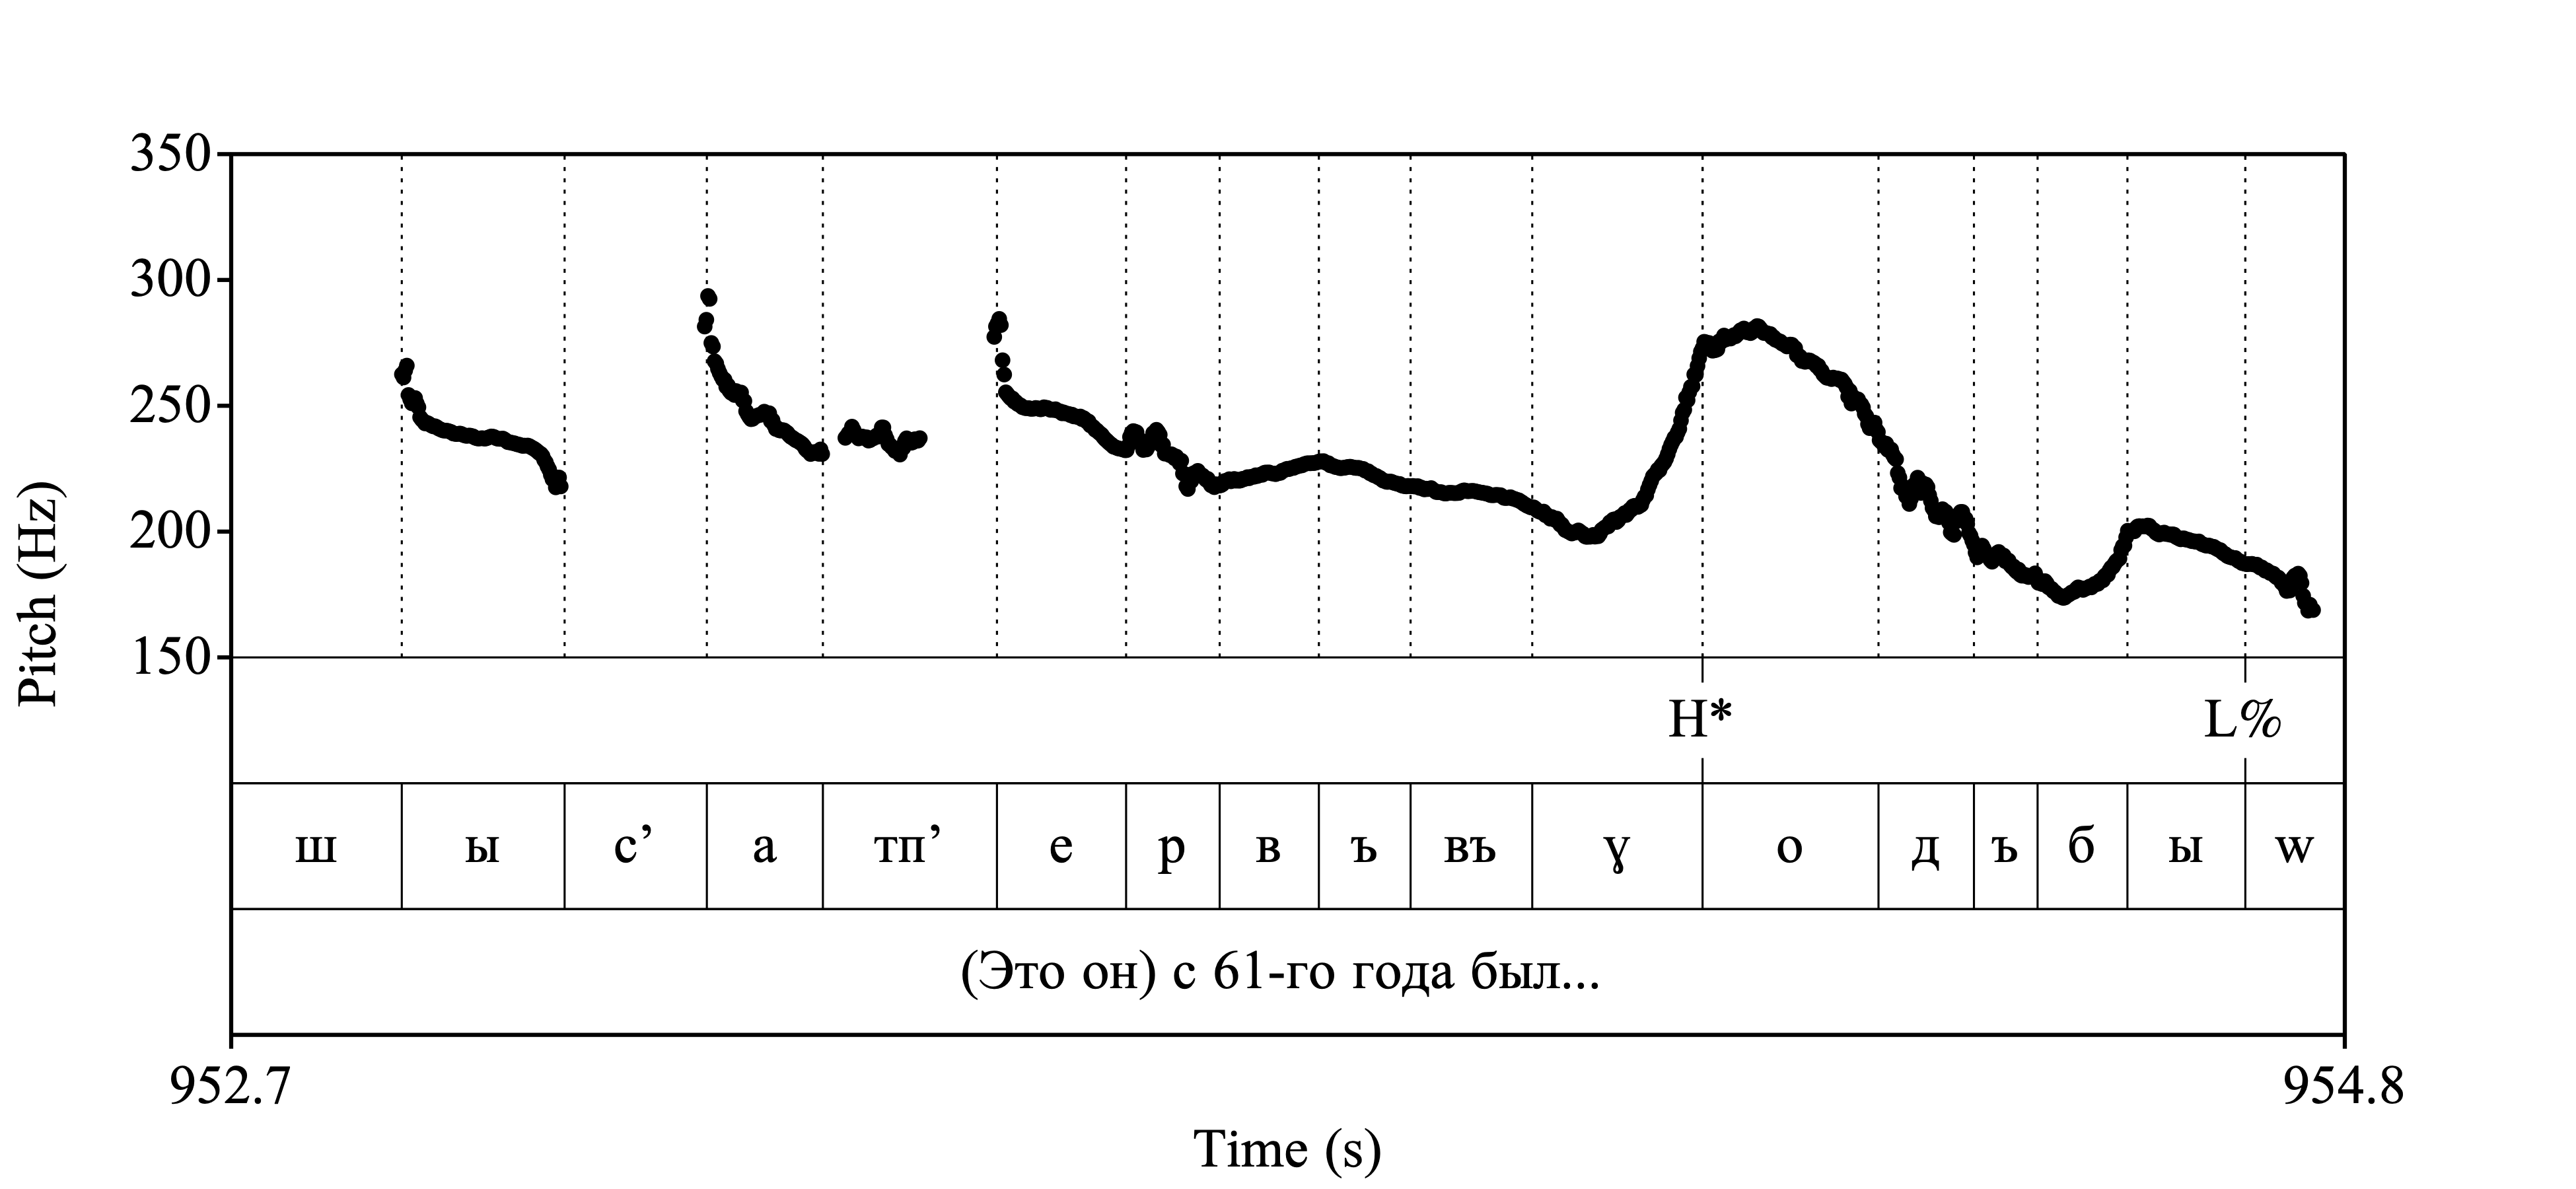 350
300
250
200
150
Pitch (Hz)
H* L%
ш ы с’ а тп’ е р в ъ въ ɣ о д ъ б ы w
(Это он) с 61-го года был...
952.7 954.8
Time (s)